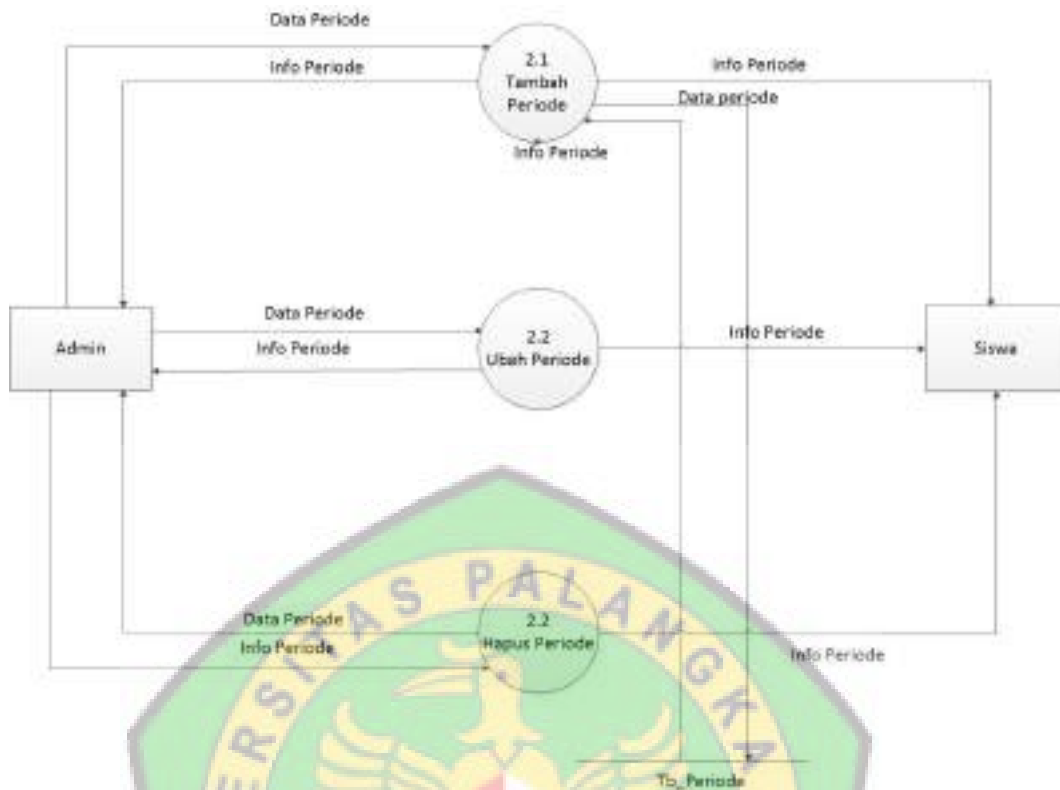 Data Periode
Info Periode
2.1
Tambah
Periode
Info Periode
Data periode
Info Periode
Admin
Data Periode
Info Periode
2.2
Ubah Periode
Info Periode
Siswa
Data Periode
Info Periode
2.2
Hapus Periode
Info Periode
ERSITAS PALANGKA
Tb_Periode